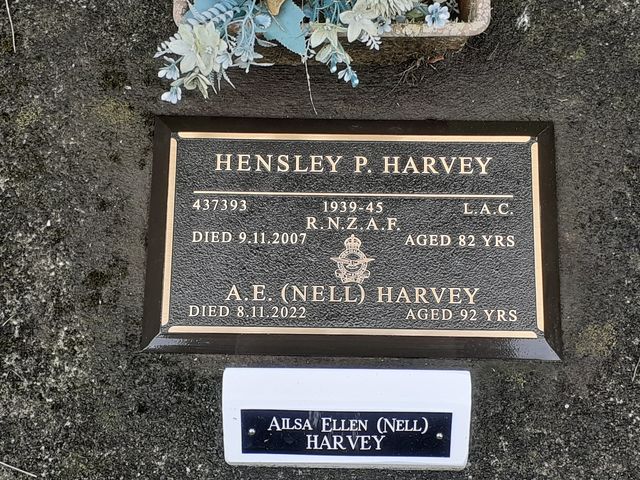 HENSLEY P. HARVEY
437393 1939-45 L.A.C.
R.N.Z.A.F.
DIED 9.11.2007 AGED 82 YRS
A.E. (NELL) HARVEY
DIED 8.11.2022 AGED 92 YRS
AILSA ELLEN (NELL)
HARVEY